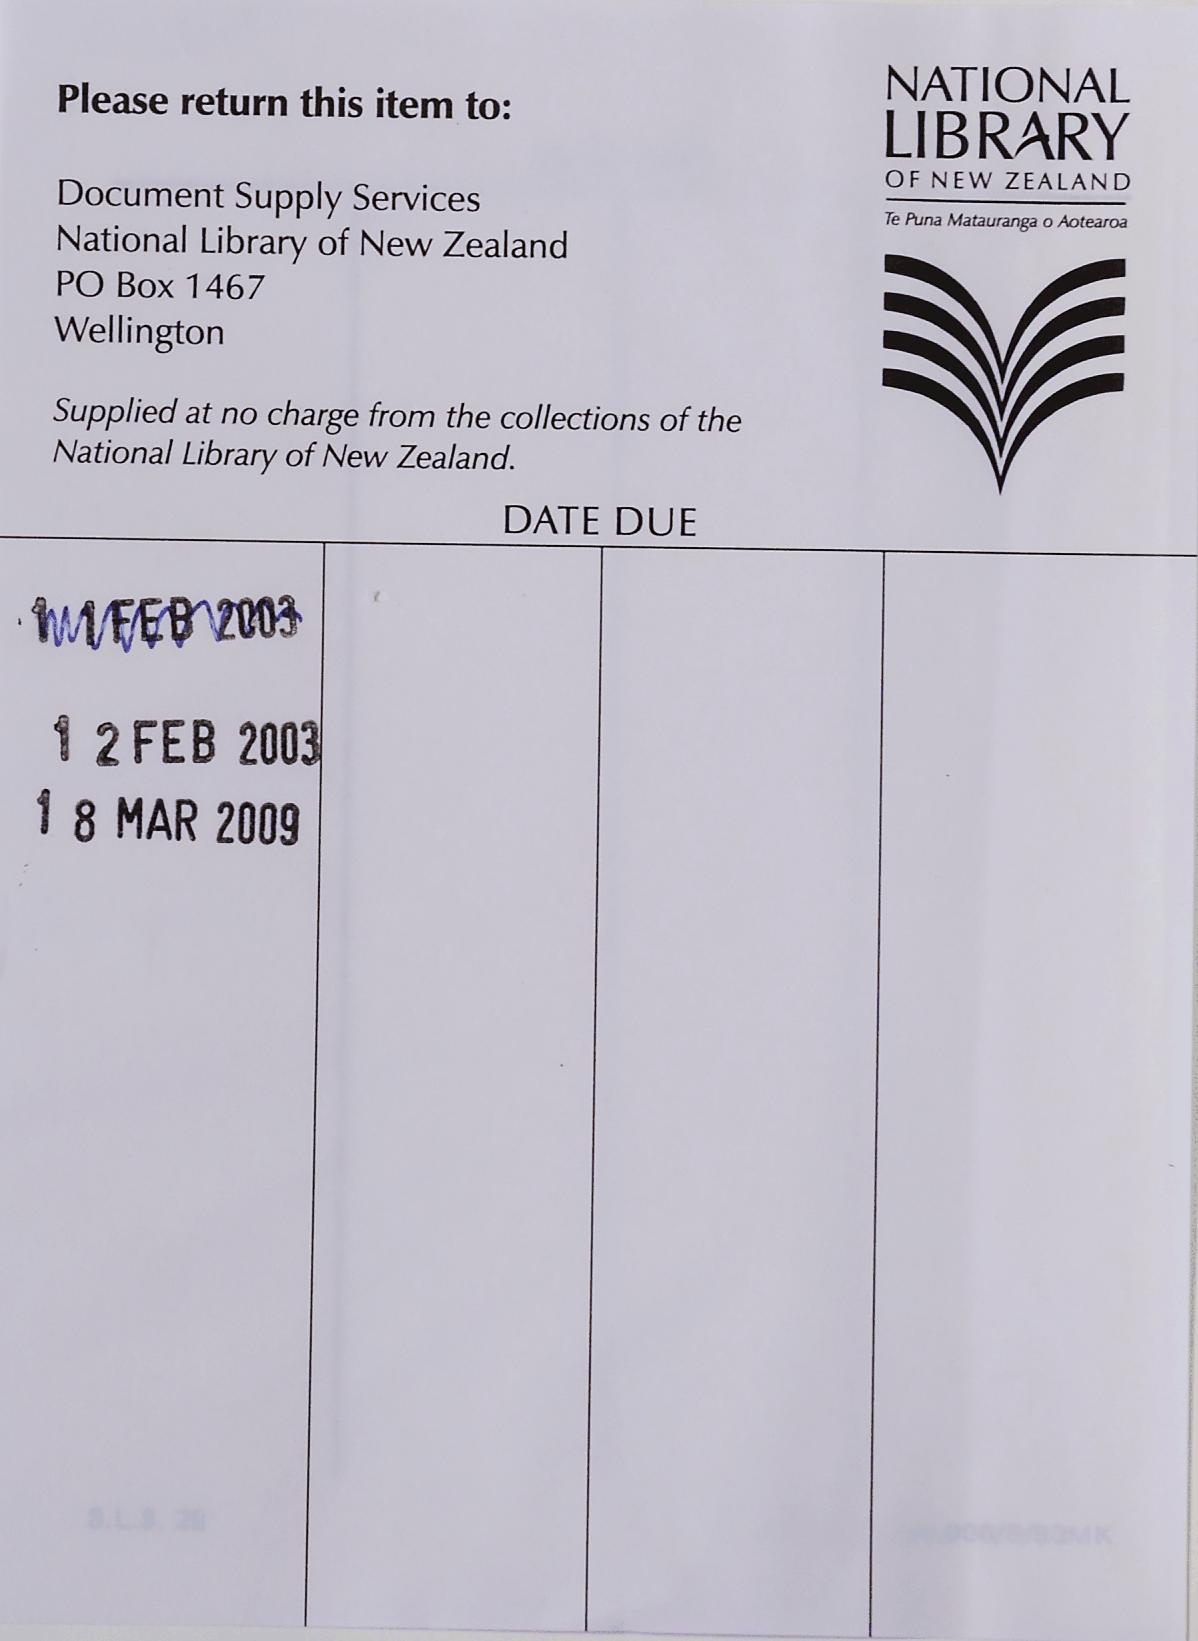 Please return this item to:
Document Supply Services
National Library of New Zealand
PO Box 1467
Wellington
Supplied at no charge from the collections of the
National Library of New Zealand.
NATIONAL
LIBRARY
OF NEW ZEALAND
Te Puna Matauranga o Aotearoa
DATE DUE
1 1 FEB 2003
1 2 FEB 2003
1 8 MAR 2009